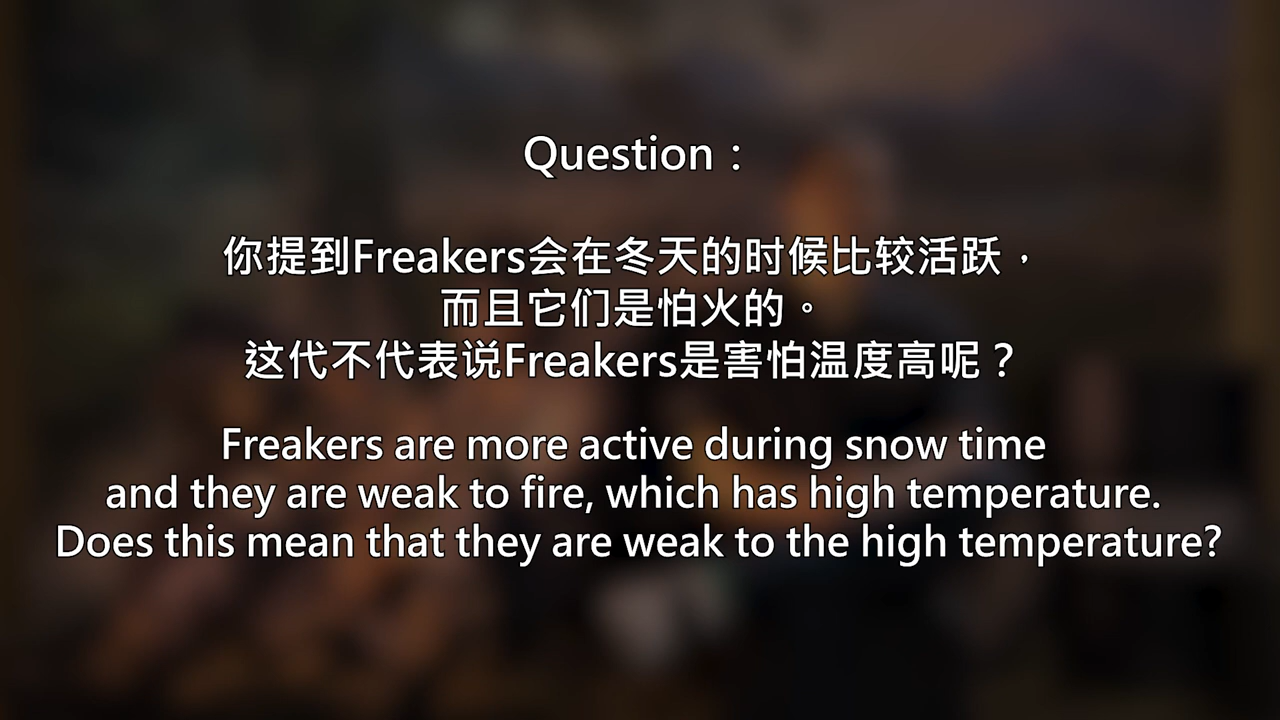 Question：
你提到Freakers会在冬天的时候比较活跃，
而且它们是怕火的。
这代不代表说Freakers是害怕温度高呢？
Freakers are more active during snow time
and they are weak to fire, which has high temperature.
Does this mean that they are weak to the high temperature?